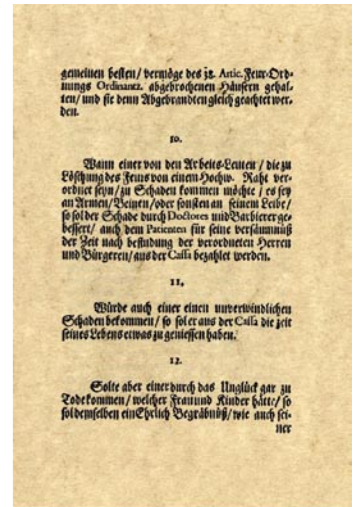 gemeinen besten/ vermöge des 32. Artic. Feur-Ord-
nungs Ordinantz. abgebrochenen Häusern gehal-
ten/ und sie denn Abgebrandten gleich geachtet wer-
den.
10.
Wann einer von den Arbeits-Leuten / die zu
Löschung des Feurs von einem Hochw. Raht ver-
ordnet seyn/ zu Schaden kommen möchte / es sey
an Armen/ Beinen/ oder sonsten an seinem Leibe/
so sol der Schade durch Doctores und Barbierer ge-
bessert/ auch dem Patienten für seine versäumnüß
der Zeit nach befindung der verordneten Herren
und Bürgeren/ aus der Cassa bezahlet werden.
11.
Würde auch einer einen unverwindlichen
Schaden bekommen/ so sol er aus der Cassa die zeit
seines Lebens etwas zu geniessen haben.
12.
Solte aber einer durch das Unglück gar zu
Tode kommen/ welcher Frau und Kinder hätte/ so
sol demselben ein Ehrlich Begräbnüß/ wie auch sei-
ner